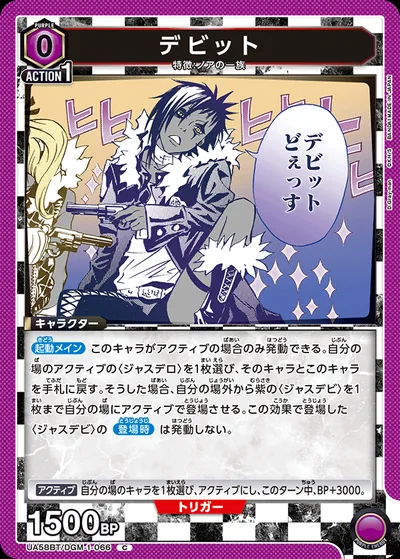 PURPLE
0
ACTION 1
デビット
特徴:ノアの一族
ヒヒヒヒ
デビット
どぇっす
キャラクター
起動メイン このキャラがアクティブの場合のみ発動できる。自分の
場のアクティブの〈ジャスデロ〉を1枚選び、そのキャラとこのキャラ
を手札に戻す。そうした場合、自分の場外から紫の〈ジャスデビ〉を1
枚まで自分の場にアクティブで登場させる。この効果で登場した
〈ジャスデビ〉の 登場時 は発動しない。
アクティブ 自分の場のキャラを1枚選び、アクティブにし、このターン中、BP+3000。
トリガー
1500BP
UA58BT/DGM-1-066 C